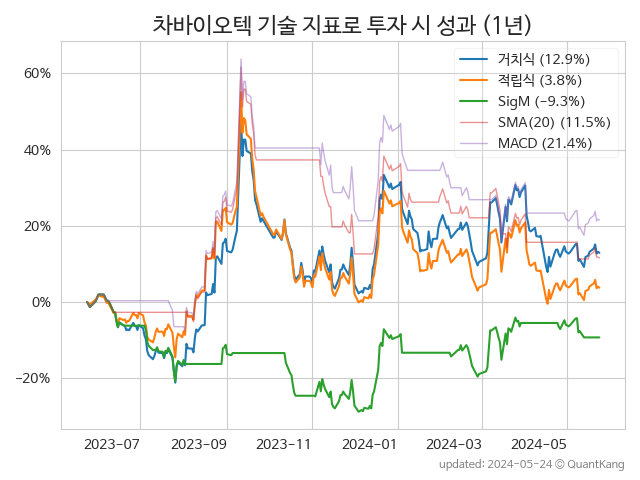 차바이오텍 기술 지표로 투자 시 성과 (1년)
거치식 (12.9%)
적립식 (3.8%)
SigM (−9.3%)
SMA(20) (11.5%)
MACD (21.4%)
60%
40%
20%
0%
−20%
2023-07
2023-09
2023-11
2024-01
2024-03
2024-05
updated: 2024-05-24 © QuantKang